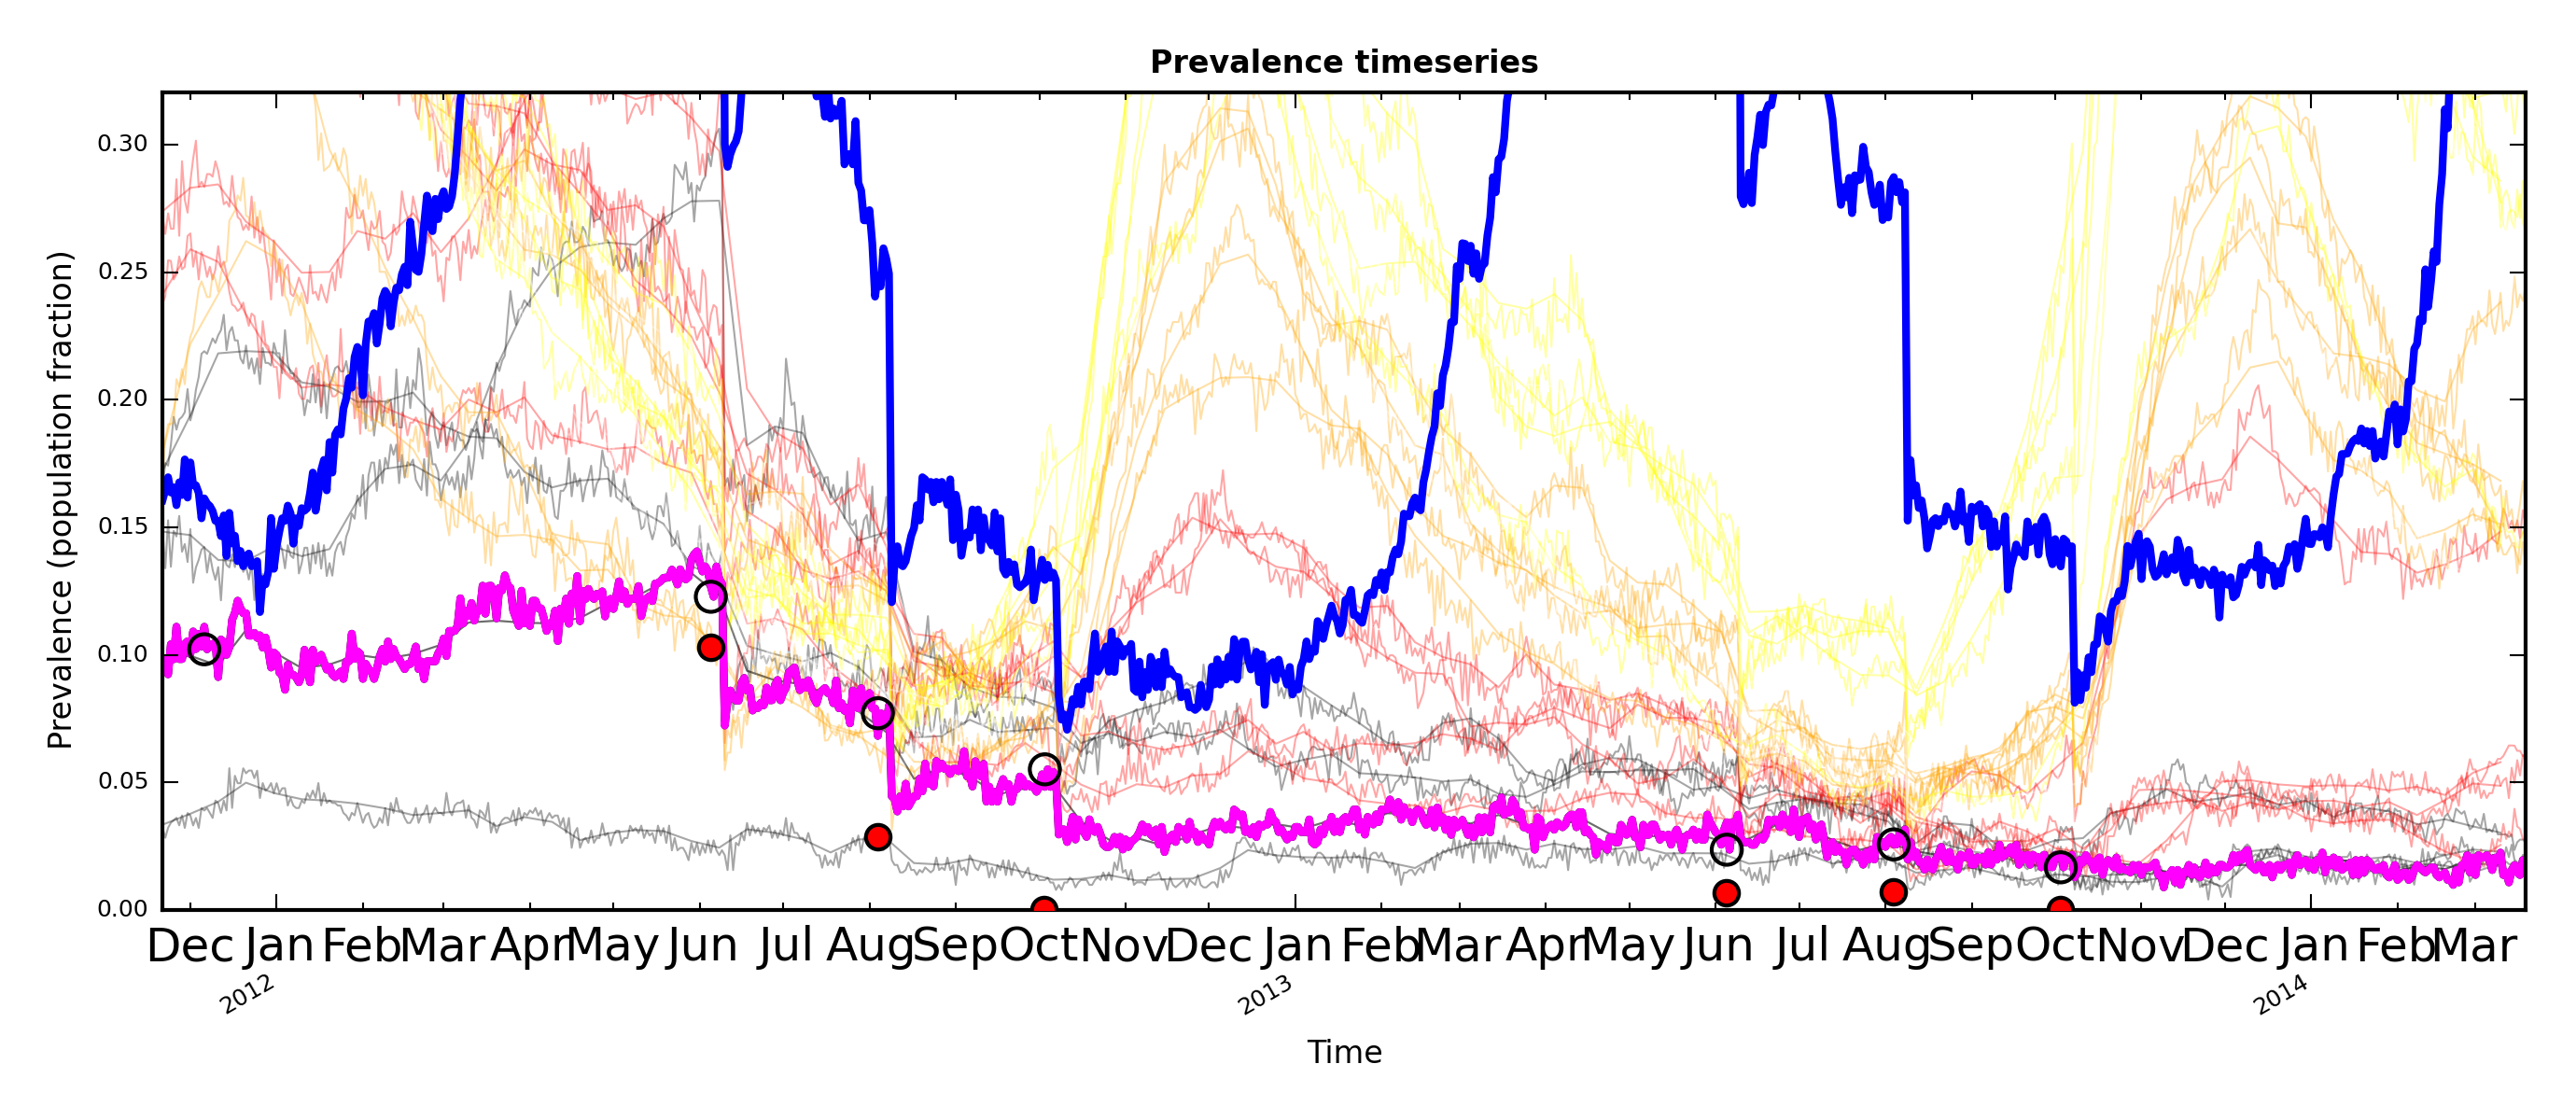 Prevalence timeseries
Prevalence (population fraction)
0.30
0.25
0.20
0.15
0.10
0.05
0.00
Dec Jan Feb Mar Apr May Jun Jul Aug Sep Oct Nov Dec Jan Feb Mar Apr May Jun Jul Aug Sep Oct Nov Dec Jan Feb Mar
2012 2013 2014
Time